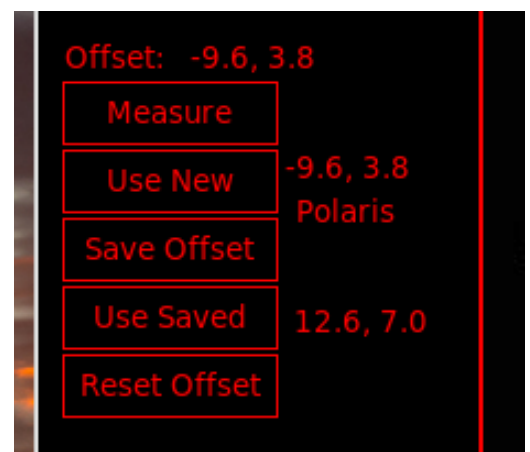 Offset: -9.6, 3.8
Measure
Use New
-9.6, 3.8
Polaris
Save Offset
Use Saved
12.6, 7.0
Reset Offset